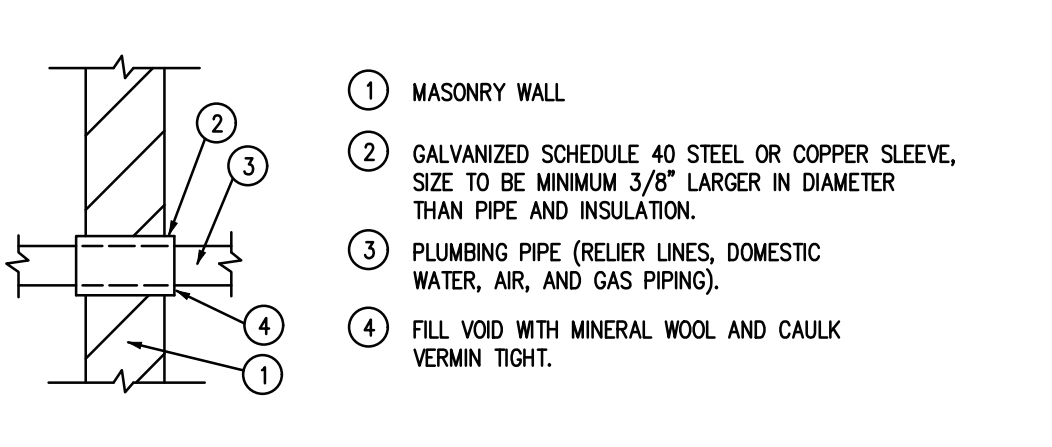 2
3
4
1
1 MASONRY WALL
2 GALVANIZED SCHEDULE 40 STEEL OR COPPER SLEEVE,
SIZE TO BE MINIMUM 3/8” LARGER IN DIAMETER
THAN PIPE AND INSULATION.
3 PLUMBING PIPE (RELIER LINES, DOMESTIC
WATER, AIR, AND GAS PIPING).
4 FILL VOID WITH MINERAL WOOL AND CAULK
VERMIN TIGHT.